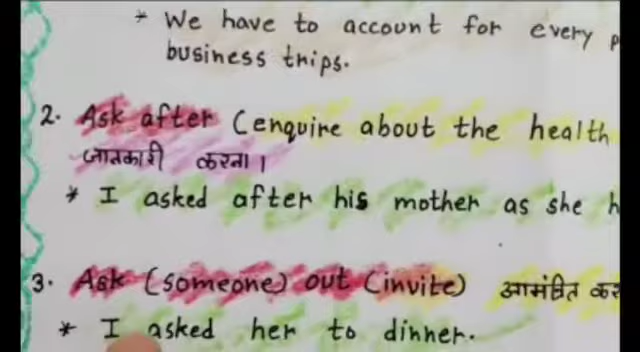 * We have to account for every
business trips.
2. Ask after (enquire about the health
जानकारी करना।
* I asked after his mother as she
3. Ask (someone) out (invite) आमंत्रित
* I asked her to dinner.